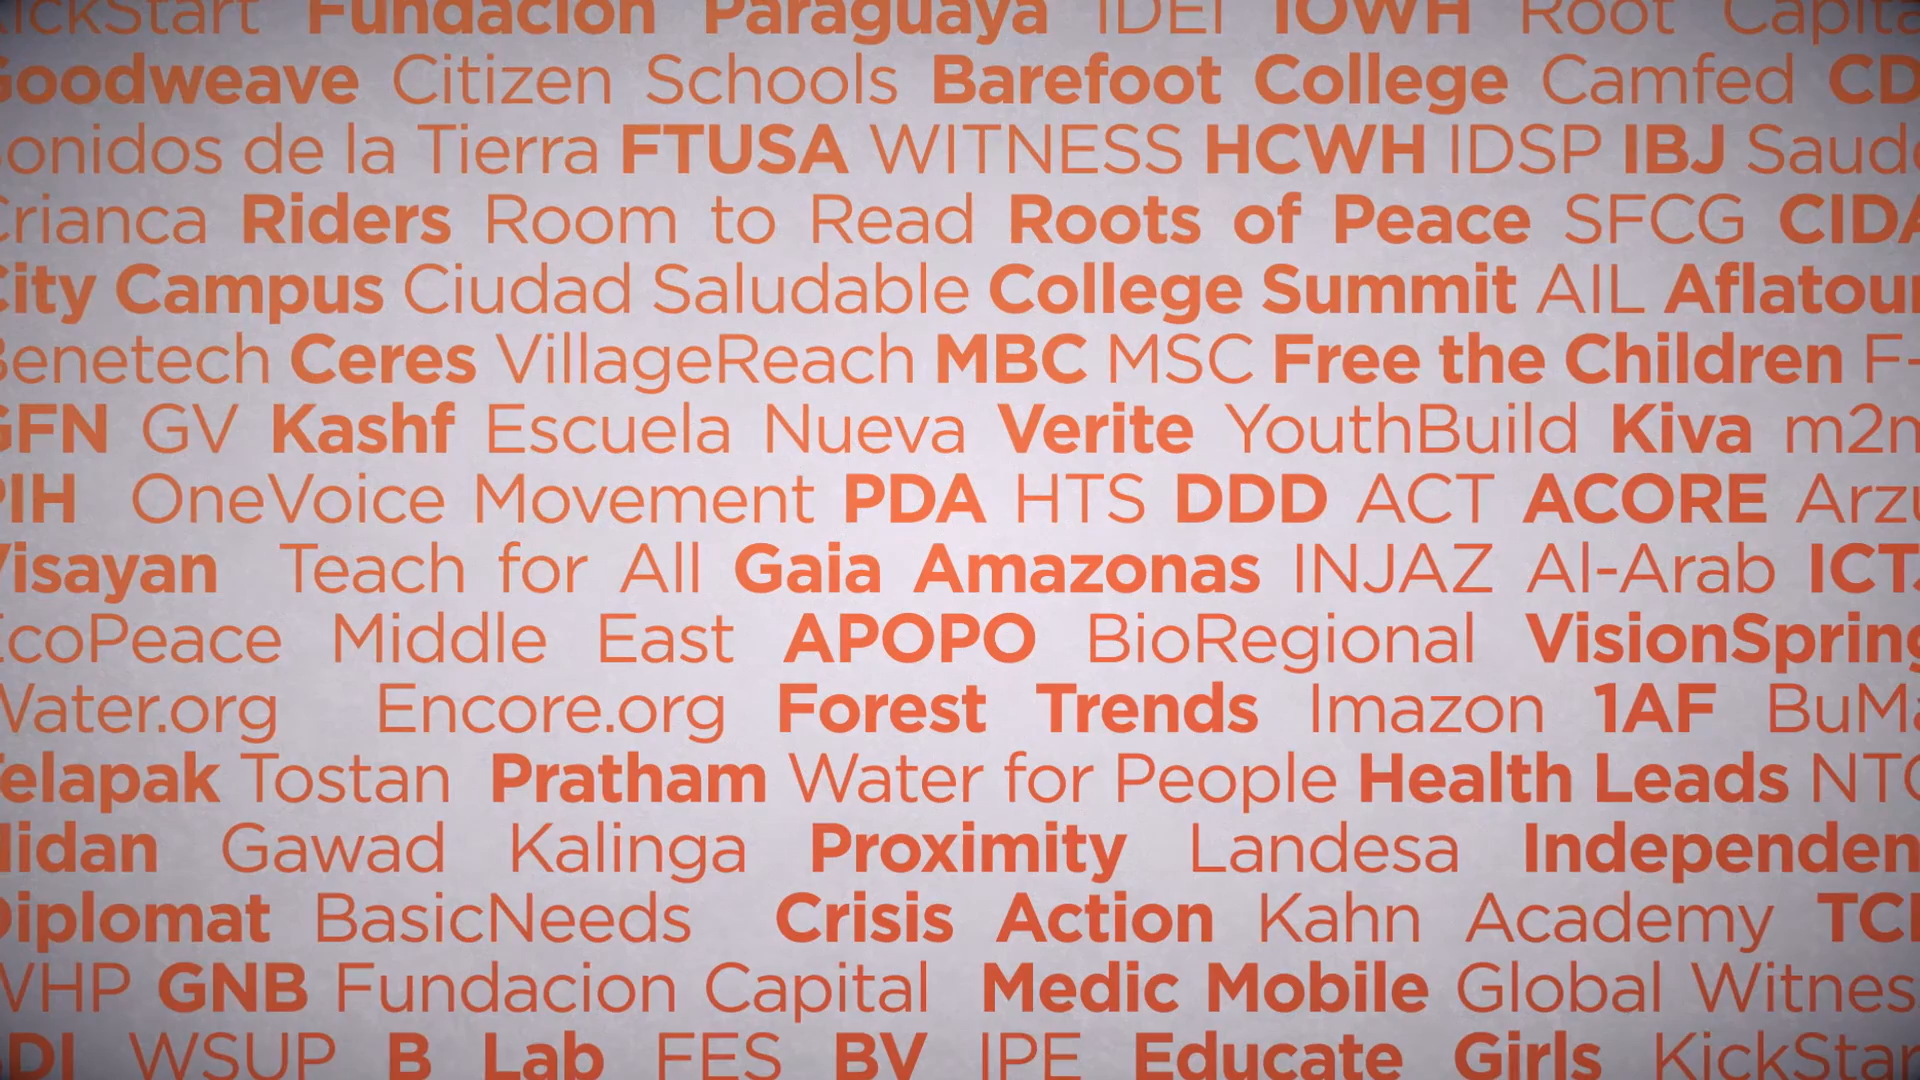 Fundacion Paraguaya IDEI IOWH Root
Goodweave Citizen Schools Barefoot College Camfed
de la Tierra FTUSA WITNESS HCWH IDSP IBJ
Crianca Riders Room to Read Roots of Peace SFCG
City Campus Ciudad Saludable College Summit AIL
Benetech Ceres VillageReach MBC MSC Free the Children
GFN GV Kashf Escuela Nueva Verite YouthBuild Kiva
PIH OneVoice Movement PDA HTS DDD ACT ACORE
Visayan Teach for All Gaia Amazonas INJAZ Al-Arab
EcoPeace Middle East APOPO BioRegional VisionSpring
Water.org Encore.org Forest Trends Imazon 1AF
Telapak Tostan Pratham Water for People Health Leads
Gawad Kalinga Proximity Landesa
Diplomat BasicNeeds Crisis Action Kahn Academy
WHP GNB Fundacion Capital Medic Mobile Global
WSUP B Lab FES BV IPE Educate Girls